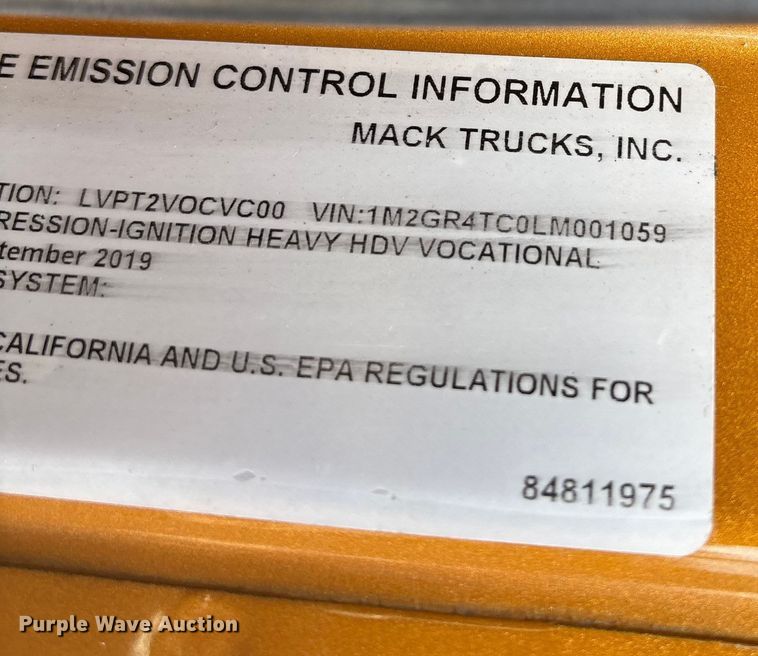 E EMISSION CONTROL INFORMATION
MACK TRUCKS, INC.
TION: LVPT2VOCVC00 VIN:1M2GR4TC0LM001059
RESSION-IGNITION HEAVY HDV VOCATIONAL
tember 2019
SYSTEM:
CALIFORNIA AND U.S. EPA REGULATIONS FOR
ES.
84811975
Purple Wave Auction